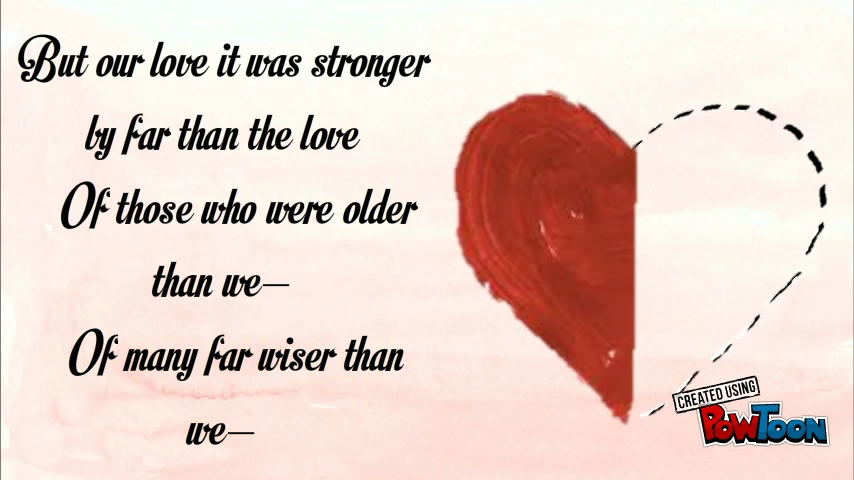 But our love it was stronger
by far than the love
Of those who were older
than we—
Of many far wiser than
we—
CREATED USING
POWTOON